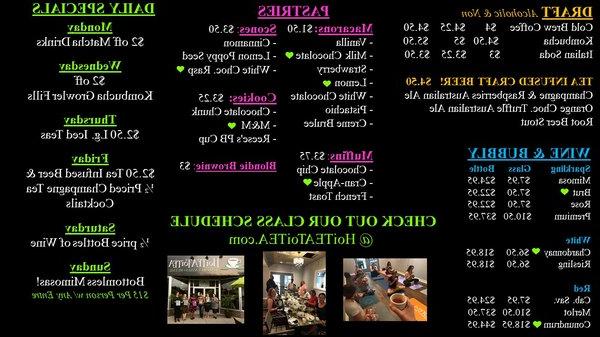 DRAFT Alcoholic & Non
Cold Brew Coffee $4 $4.25 $4.50
Kombucha $4.50 $5 $5.50
Italian Soda $3 $3.25 $3.50
TEA INFUSED CRAFT BEER: $4.50
Champagne & Raspberries Australian Ale
Orange Choc. Truffle Australian Ale
Root Beer Stout
WINE & BUBBLY
Sparkling Glass Bottle
Mimosa $7.95 $24.95
Brut ♥ $7.50 $22.95
Rose $7.50 $22.95
Premium $10.50 $37.95
White
Chardonnay ♥ $6.50 $18.95
Riesling $6.50 $18.95
Red
Cab. Sav. $7.95 $24.95
Merlot $10.50 $37.50
Conundrum ♥ $18.95 $44.95
PASTRIES
Macarons: $1.50
- Vanilla
- Milk Chocolate ♥
- Strawberry
- Lemon ♥
- White Chocolate
- Pistachio
- Creme Brulee
Muffins: $3.75
- Chocolate Chip
- Cran-Apple ♥
- French Toast
Scones: $3.50
- Cinnamon
- Lemon Poppy Seed
- White Choc. Rasp ♥
Cookies: $3.25
- Chocolate Chunk
- M&M ♥
- Reese's PB Cup
Blondie Brownie: $3
CHECK OUT OUR CLASS SCHEDULE
@ HoiTEAToiTEA.com
HoiTEAToiTEA
DAILY SPECIALS
Monday
$2 off Matcha Drinks
Wednesday
$2 off
Kombucha Growler Fills
Thursday
$2.50 Lg. Iced Teas
Friday
$2.50 Tea Infused Beer &
½ Priced Champagne Tea
Cocktails
Saturday
½ price Bottles of Wine
Sunday
Bottomless Mimosas!
$15 Per Person w/ Any Entre